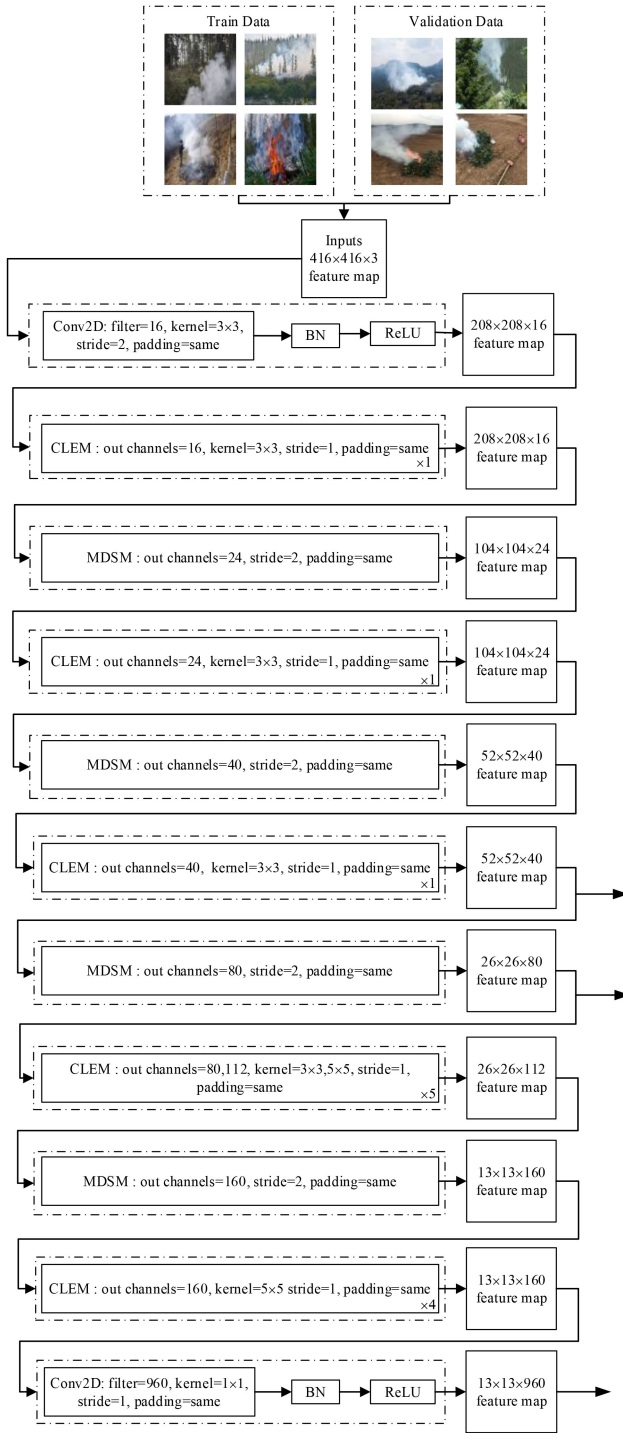 Train Data
Validation Data
Inputs
416×416×3
feature map
Conv2D: filter=16, kernel=3×3,
stride=2, padding=same
BN
ReLU
208×208×16
feature map
CLEM : out channels=16, kernel=3×3, stride=1, padding=same
×1
208×208×16
feature map
MDSM : out channels=24, stride=2, padding=same
104×104×24
feature map
CLEM : out channels=24, kernel=3×3, stride=1, padding=same
×1
104×104×24
feature map
MDSM : out channels=40, stride=2, padding=same
52×52×40
feature map
CLEM : out channels=40, kernel=3×3, stride=1, padding=same
×1
52×52×40
feature map
MDSM : out channels=80, stride=2, padding=same
26×26×80
feature map
CLEM : out channels=80,112, kernel=3×3,5×5, stride=1,
padding=same
×5
26×26×112
feature map
MDSM : out channels=160, stride=2, padding=same
13×13×160
feature map
CLEM : out channels=160, kernel=5×5 stride=1, padding=same
×4
13×13×160
feature map
Conv2D: filter=960, kernel=1×1,
stride=1, padding=same
BN
ReLU
13×13×960
feature map